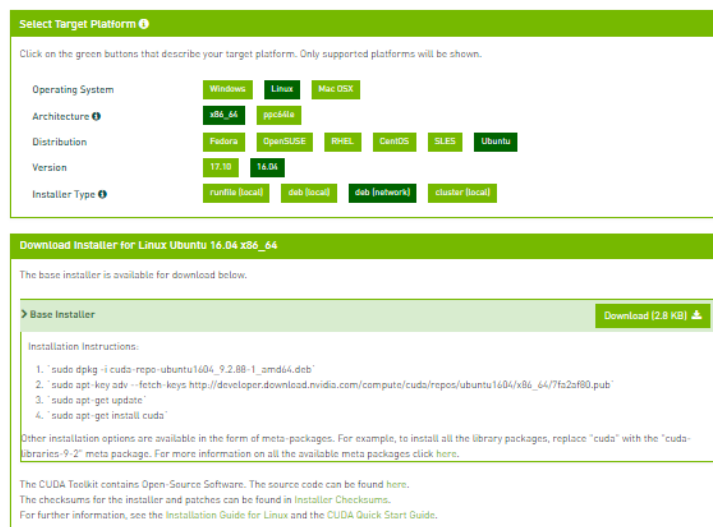 Select Target Platform
Click on the green buttons that describe your target platform. Only supported platforms will be shown.
Operating System Windows Linux Mac OSX
Architecture x86_64 ppc64le
Distribution Fedora OpenSUSE RHEL CentOS SLES Ubuntu
Version 17.10 16.04
Installer Type runfile (local) deb (local) deb (network) cluster (local)
Download Installer for Linux Ubuntu 16.04 x86_64
The base installer is available for download below.
Base Installer Download (2.8 KB)
Installation Instructions:
1. `sudo dpkg -i cuda-repo-ubuntu1604_9.2.88-1_amd64.deb`
2. `sudo apt-key adv --fetch-keys http://developer.download.nvidia.com/compute/cuda/repos/ubuntu1604/x86_64/7fa2af80.pub`
3. `sudo apt-get update`
4. `sudo apt-get install cuda`
Other installation options are available in the form of meta-packages. For example, to install all the library packages, replace "cuda" with the "cuda-
libraries-9-2" meta package. For more information on all the available meta packages click here.
The CUDA Toolkit contains Open-Source Software. The source code can be found here.
The checksums for the installer and patches can be found in Installer Checksums.
For further information, see the Installation Guide for Linux and the CUDA Quick Start Guide.